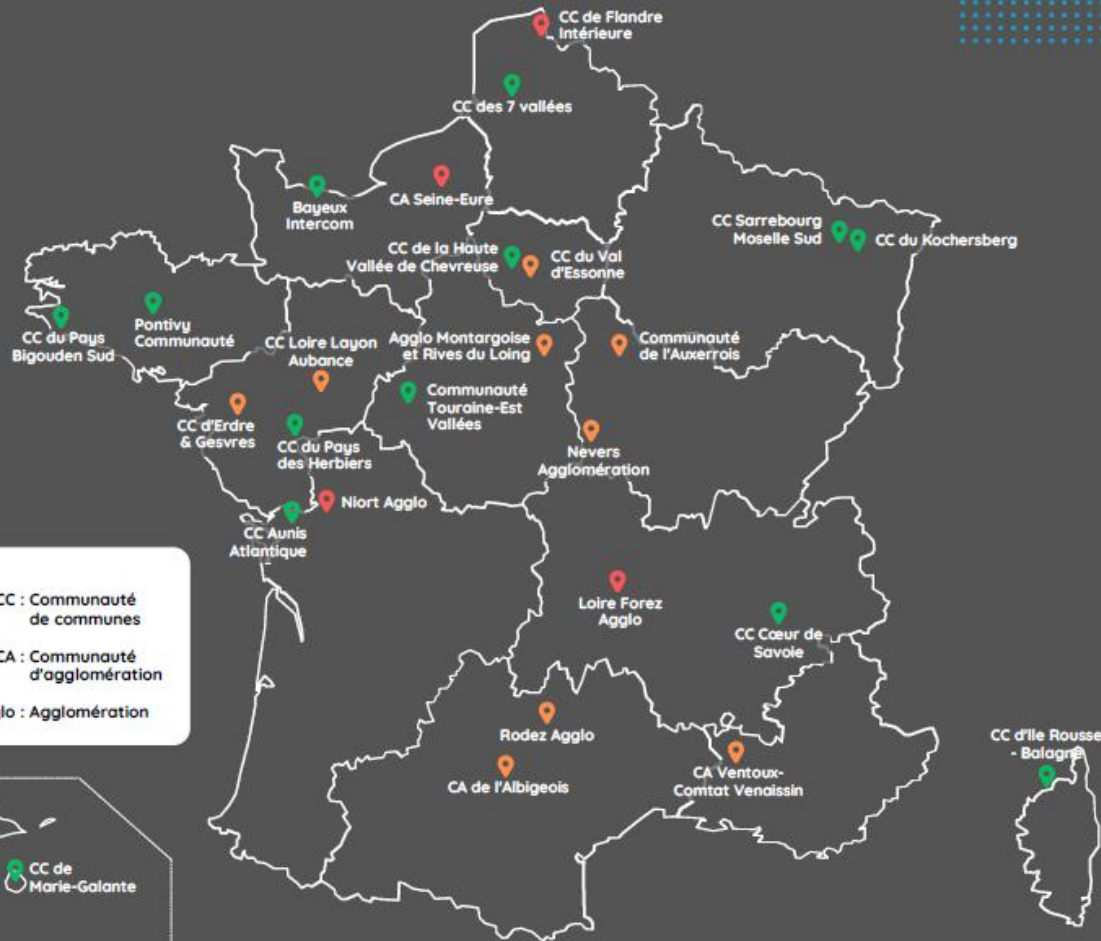 CC de Flandre
Intérieure
CC des 7 vallées
CA Seine-Eure
Bayeux
Intercom
CC Sarrebourg
Moselle Sud
CC du Kochersberg
CC de la Haute
Vallée de Chevreuse
CC du Val
d'Essonne
CC du Pays
Bigouden Sud
Pontivy
Communauté
CC Loire Layon
Aubance
Agglo Montargoise
et Rives du Loing
Communauté
de l'Auxerrois
Communauté
Touraine-Est
Vallées
CC d'Erdre
& Gesvres
CC du Pays
des Herbiers
Nevers
Agglomération
Niort Agglo
CC Aunis
Atlantique
CC : Communauté
de communes
CA : Communauté
d'agglomération
glo : Agglomération
Loire Forez
Agglo
CC Cœur de
Savoie
Rodez Agglo
CA de l'Albigeois
CA Ventoux-
Comtat Venaissin
CC d'Ile Rousse
- Balagne
CC de
Marie-Galante